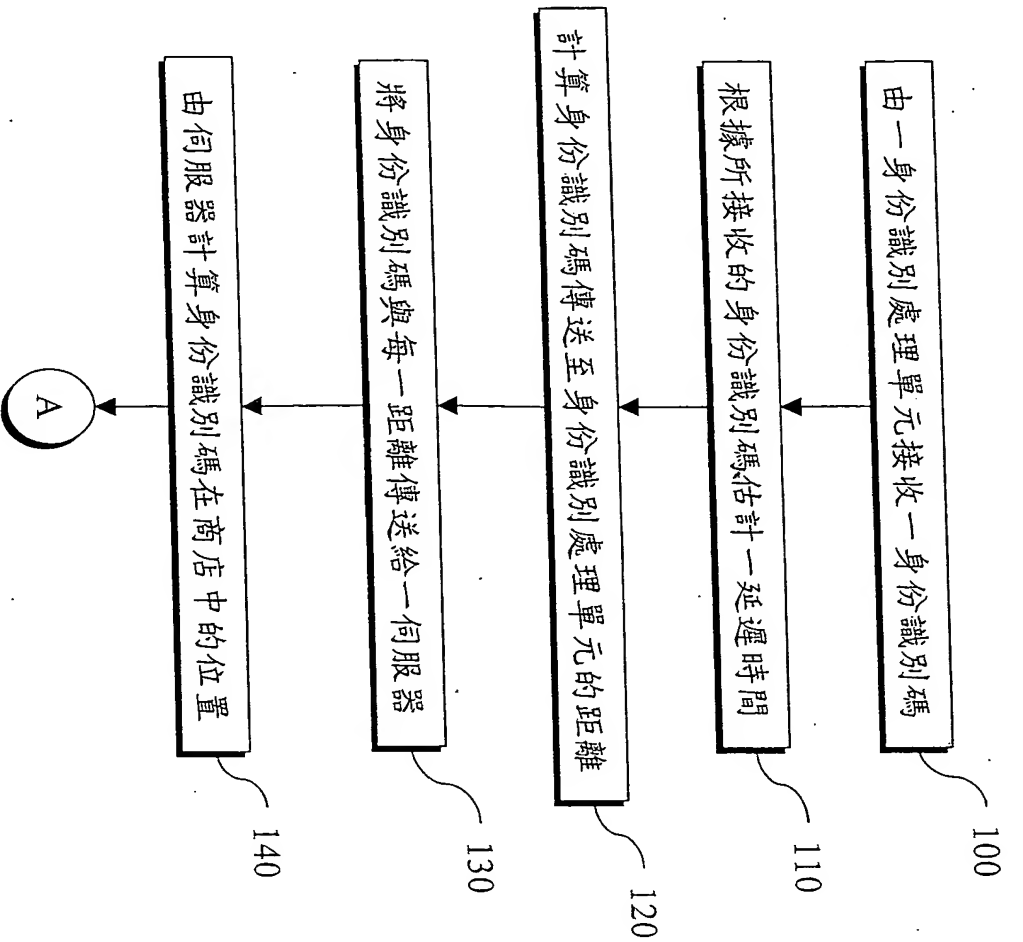 由一身份識別處理單元接收一身份識別碼
100
根據所接收的身份識別碼估計一延遲時間
110
計算身份識別碼傳送至身份識別處理單元的距離
120
將身份識別碼與每一距離傳送給一伺服器
130
由伺服器計算身份識別碼在商店中的位置
140
A